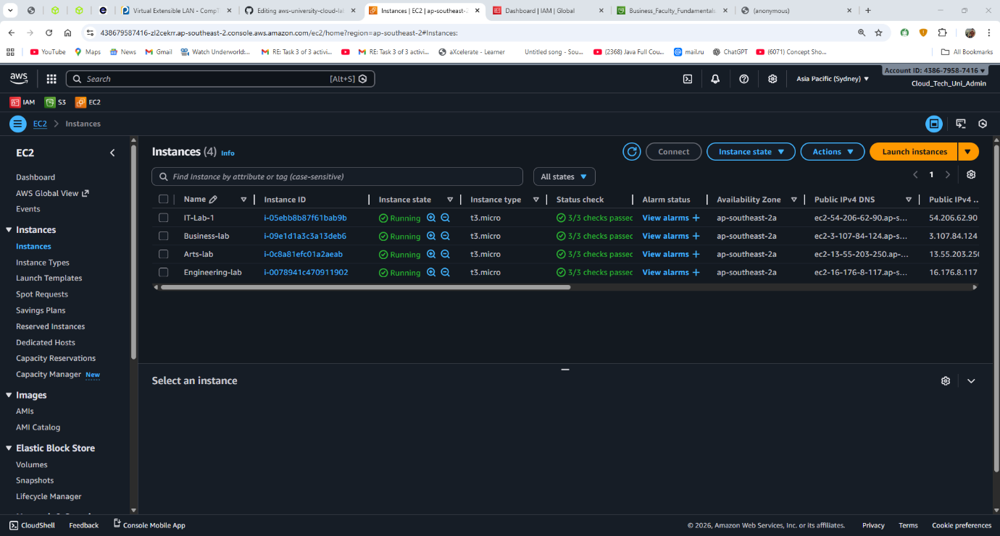 Virtual Extensible LAN - CompT
Editing aws-university-cloud-la
Instances | EC2 | ap-southeast-2
Dashboard | IAM | Global
Business_Faculty_Fundamentals
(anonymous)
438679587416-zl2cekrr.ap-southeast-2.console.aws.amazon.com/ec2/home?region=ap-southeast-2#Instances:
YouTube Maps News Gmail Watch Underworld:... RE: Task 3 of 3 activi... RE: Task 3 of 3 activi... aXcelerate - Learner Untitled song - Sou... (2368) Java Full Cou... mail.ru ChatGPT (6071) Concept Sho... All Bookmarks
aws Search [Alt+S] Asia Pacific (Sydney) Account ID: 4386-7958-7416
Cloud_Tech_Uni_Admin
IAM S3 EC2
EC2 Instances
EC2
Dashboard
AWS Global View
Events
Instances
Instances
Instance Types
Launch Templates
Spot Requests
Savings Plans
Reserved Instances
Dedicated Hosts
Capacity Reservations
Capacity Manager New
Images
AMIs
AMI Catalog
Elastic Block Store
Volumes
Snapshots
Lifecycle Manager
Instances (4) Info Connect Instance state Actions Launch instances
Find Instance by attribute or tag (case-sensitive) All states 1
Name Instance ID Instance state Instance type Status check Alarm status Availability Zone Public IPv4 DNS Public IPv4 ..
IT-Lab-1 i-05ebb8b87f61bab9b Running t3.micro 3/3 checks passed View alarms + ap-southeast-2a ec2-54-206-62-90.ap-s... 54.206.62.90
Business-lab i-09e1d1a3c3a13deb6 Running t3.micro 3/3 checks passed View alarms + ap-southeast-2a ec2-3-107-84-124.ap-s... 3.107.84.124
Arts-lab i-0c8a81efc01a2aeab Running t3.micro 3/3 checks passed View alarms + ap-southeast-2a ec2-13-55-203-250.ap-... 13.55.203.25
Engineering-lab i-0078941c470911902 Running t3.micro 3/3 checks passed View alarms + ap-southeast-2a ec2-16-176-8-117.ap-s... 16.176.8.117
Select an instance
CloudShell Feedback Console Mobile App © 2026, Amazon Web Services, Inc. or its affiliates. Privacy Terms Cookie preferences